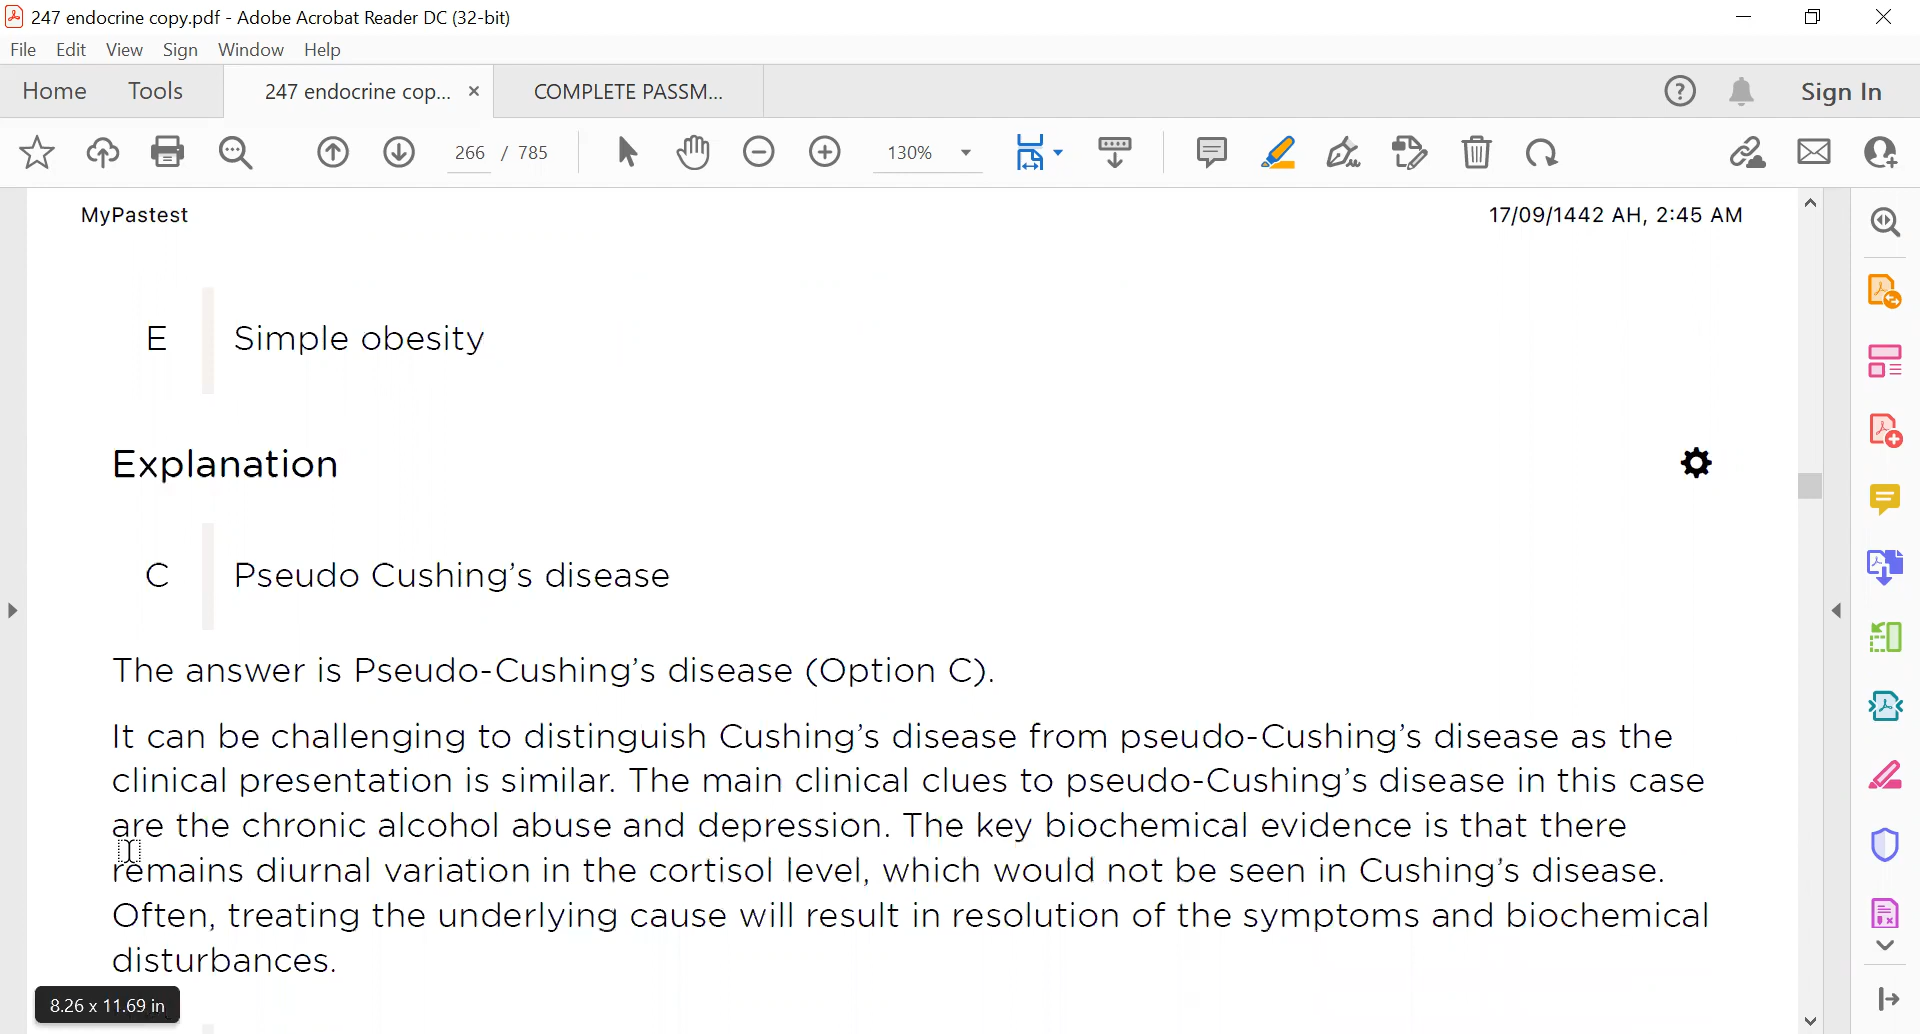 247 endocrine copy.pdf - Adobe Acrobat Reader DC (32-bit)
File Edit View Sign Window Help
Home Tools 247 endocrine cop... × COMPLETE PASSM... ? Sign In
266 / 785 130%
MyPastest 17/09/1442 AH, 2:45 AM
E Simple obesity
Explanation
C Pseudo Cushing's disease
The answer is Pseudo-Cushing's disease (Option C).
It can be challenging to distinguish Cushing's disease from pseudo-Cushing's disease as the
clinical presentation is similar. The main clinical clues to pseudo-Cushing's disease in this case
are the chronic alcohol abuse and depression. The key biochemical evidence is that there
remains diurnal variation in the cortisol level, which would not be seen in Cushing's disease.
Often, treating the underlying cause will result in resolution of the symptoms and biochemical
disturbances.
8.26 x 11.69 in